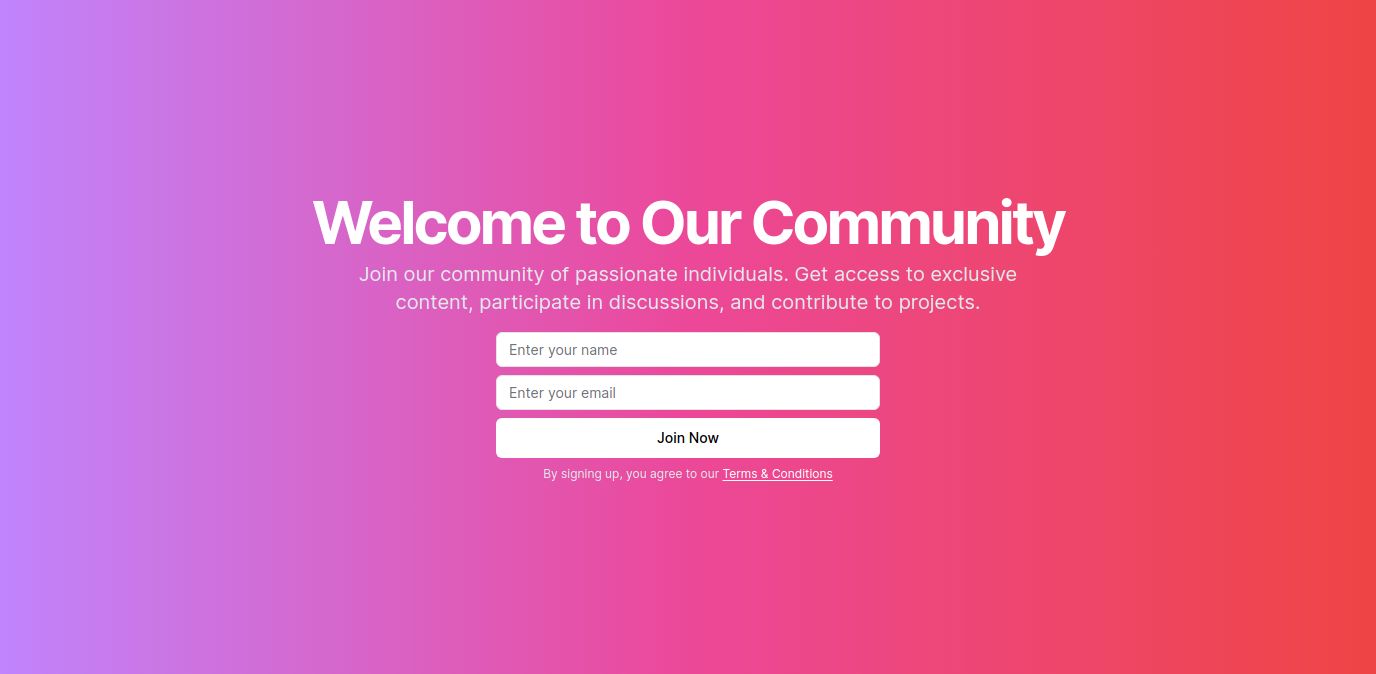 Welcome to Our Community
Join our community of passionate individuals. Get access to exclusive
content, participate in discussions, and contribute to projects.
Enter your name
Enter your email
Join Now
By signing up, you agree to our Terms & Conditions